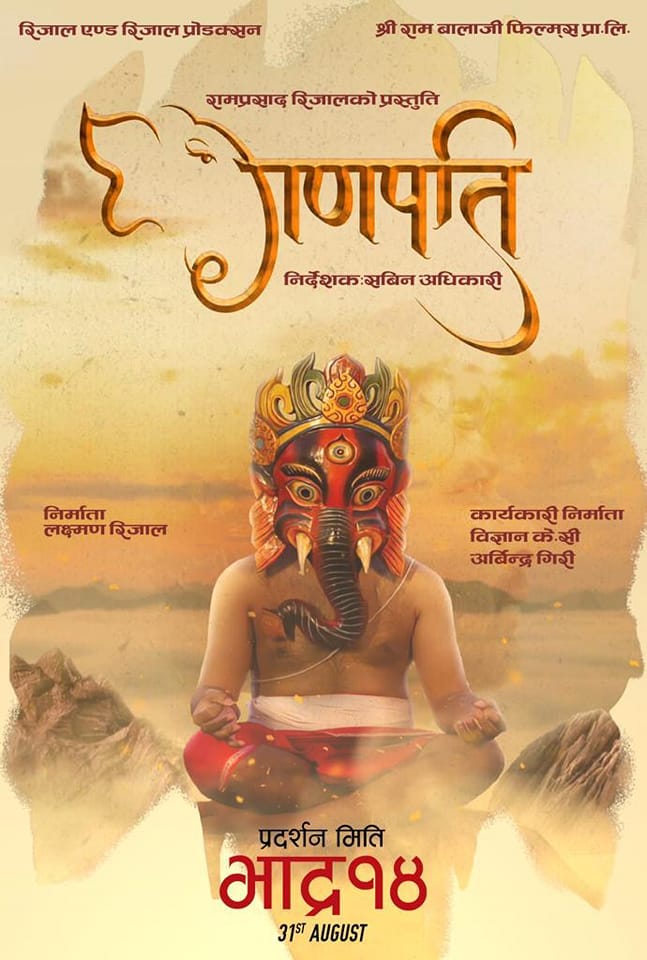 रिजाल एण्ड रिजाल प्रोडक्सन
श्री राम बालाजी फिल्म्स प्रा.लि.
रामप्रसाद रिजालको प्रस्तुति
गणपति
निर्देशक:सबिन अधिकारी
निर्माता
लक्ष्मण रिजाल
कार्यकारी निर्माता
विज्ञान के.सी
अर्बिन्द्र गिरी
प्रदर्शन मिति
भाद्र १४
31ST AUGUST